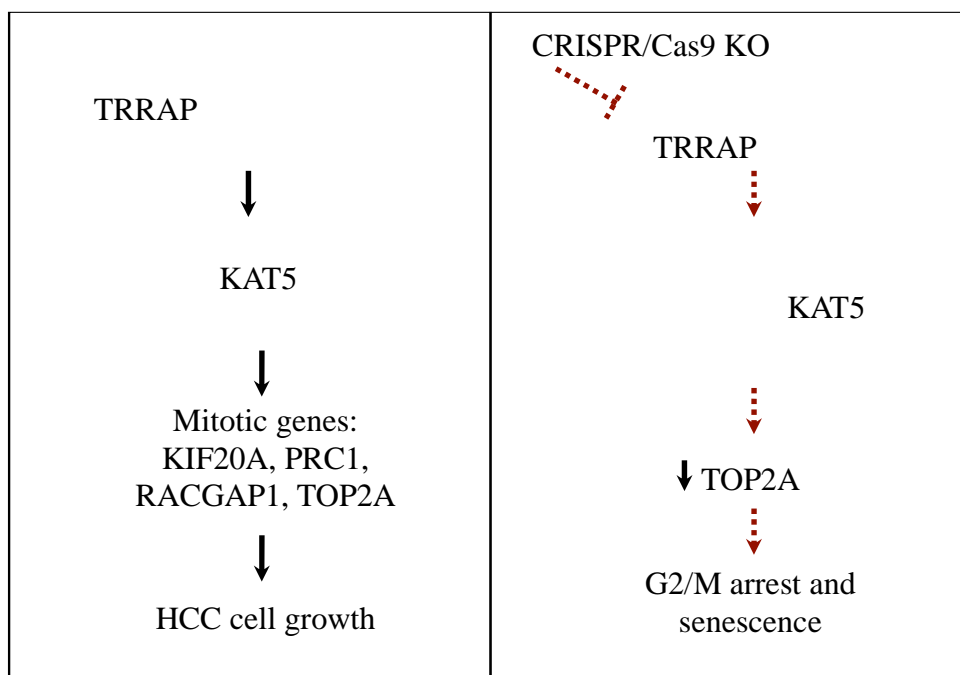 TRRAP
KAT5
Mitotic genes:
KIF20A, PRC1,
RACGAP1, TOP2A
HCC cell growth
CRISPR/Cas9 KO
TRRAP
KAT5
TOP2A
G2/M arrest and
senescence